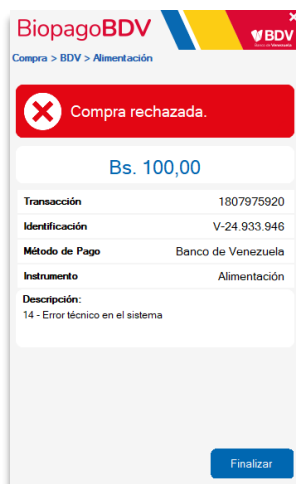 BiopagoBDV
BDV
Banco de Venezuela
Compra > BDV > Alimentación
Compra rechazada.
Bs. 100,00
Transacción 1807975920
Identificación V-24.933.946
Método de Pago Banco de Venezuela
Instrumento Alimentación
Descripción:
14 - Error técnico en el sistema
Finalizar